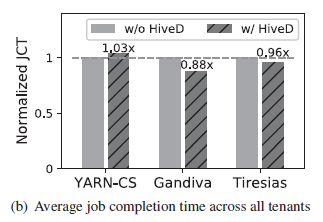 w/o HiveD w/ HiveD
Normalized JCT
1
0.5
0
1.03x
0.88x
0.96x
YARN-CS Gandiva Tiresias
(b) Average job completion time across all tenants